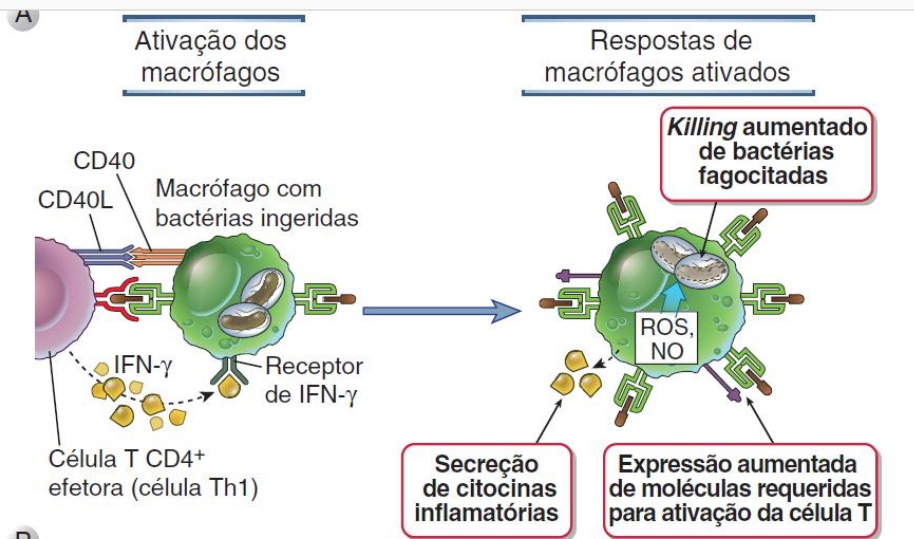 A
Ativação dos
macrófagos
Respostas de
macrófagos ativados
Killing aumentado
de bactérias
fagocitadas
CD40
CD40L
Macrófago com
bactérias ingeridas
ROS,
NO
IFN-γ
Receptor
de IFN-γ
Célula T CD4⁺
efetora (célula Th1)
Secreção
de citocinas
inflamatórias
Expressão aumentada
de moléculas requeridas
para ativação da célula T